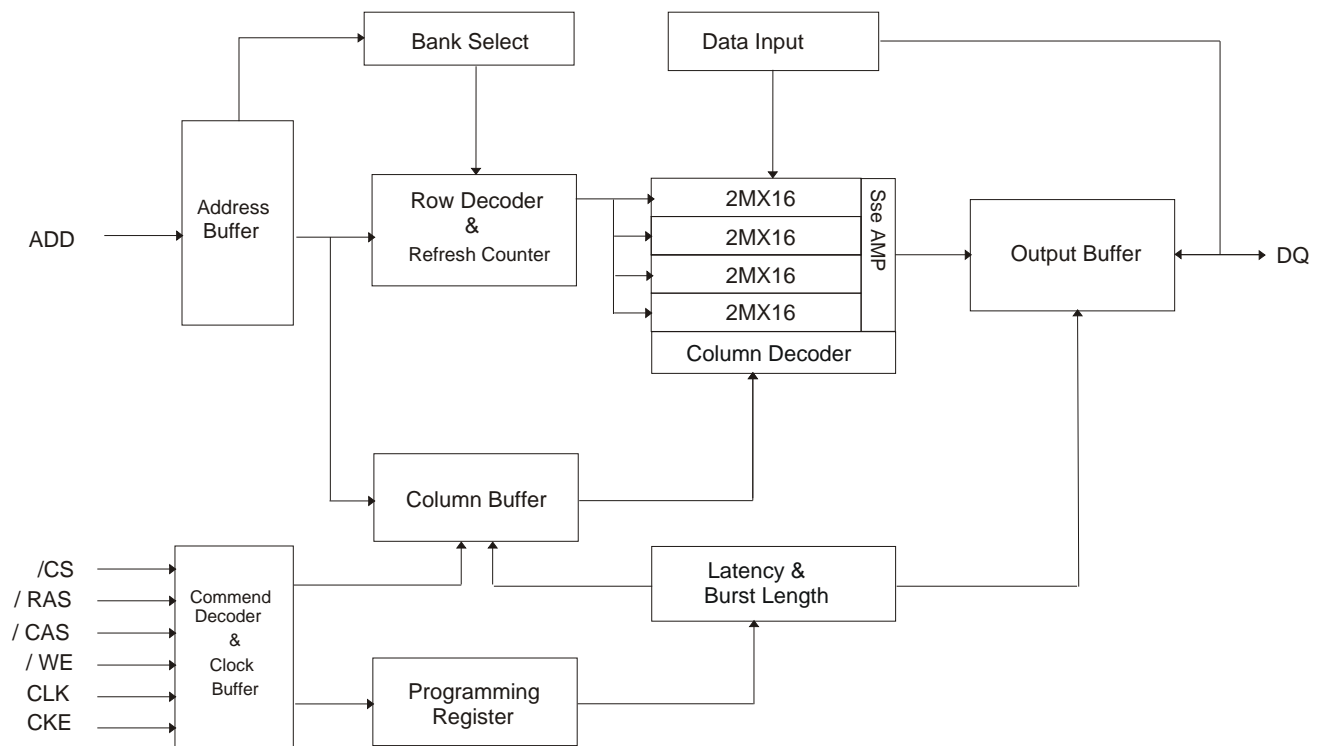 Bank Select
Data Input
Address
Buffer
ADD
Row Decoder
&
Refresh Counter
2MX16
2MX16
2MX16
2MX16
Sse AMP
Column Decoder
Output Buffer
DQ
Column Buffer
/CS
/ RAS
/ CAS
/ WE
CLK
CKE
Commend
Decoder
&
Clock
Buffer
Latency &
Burst Length
Programming
Register